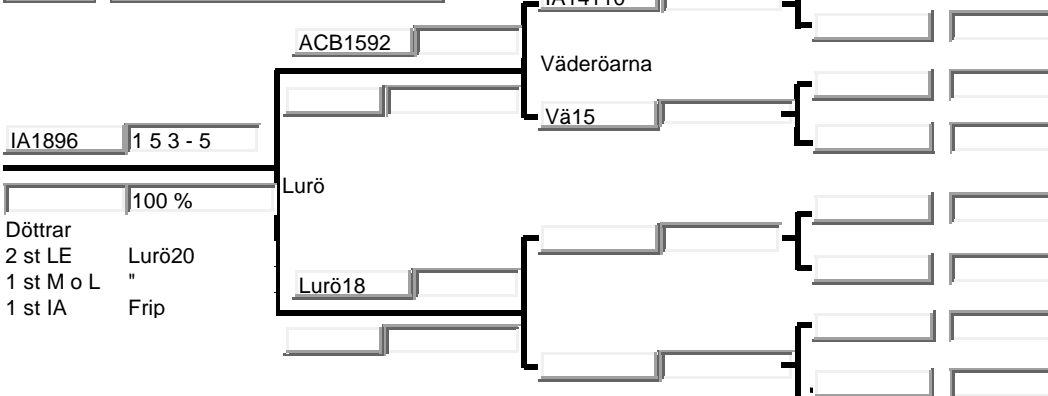 ACB1592
Väderöarna
Vä15
IA1896 1 5 3 - 5
Lurö
100 %
Döttrar
2 st LE Lurö20
1 st M o L "
1 st IA Frip
Lurö18